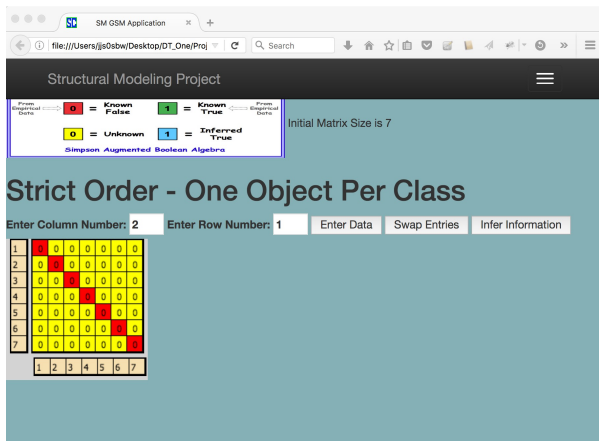 SC SM GSM Application × +
file:///Users/jjs0sbw/Desktop/DT_One/Proj Search
Structural Modeling Project
From Empirical Data 0 = Known False 1 = Known True From Empirical Data
0 = Unknown 1 = Inferred True
Simpson Augmented Boolean Algebra
Initial Matrix Size is 7
Strict Order - One Object Per Class
Enter Column Number: 2 Enter Row Number: 1 Enter Data Swap Entries Infer Information
1 0 0 0 0 0 0 0
2 0 0 0 0 0 0 0
3 0 0 0 0 0 0 0
4 0 0 0 0 0 0 0
5 0 0 0 0 0 0 0
6 0 0 0 0 0 0 0
7 0 0 0 0 0 0 0
1 2 3 4 5 6 7